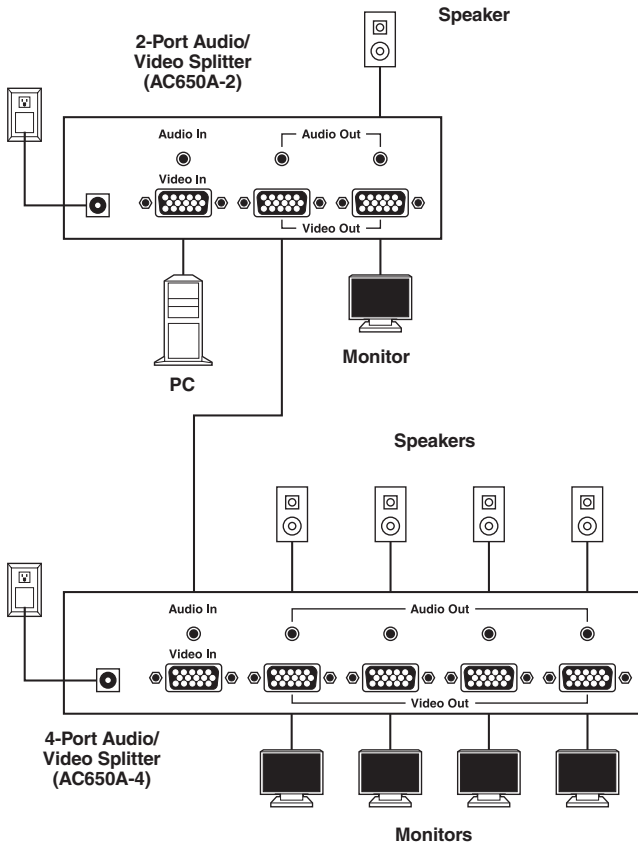 Speaker
2-Port Audio/
Video Splitter
(AC650A-2)
Audio In
Audio Out
Video In
Video Out
PC
Monitor
Speakers
Audio In
Audio Out
Video In
Video Out
4-Port Audio/
Video Splitter
(AC650A-4)
Monitors